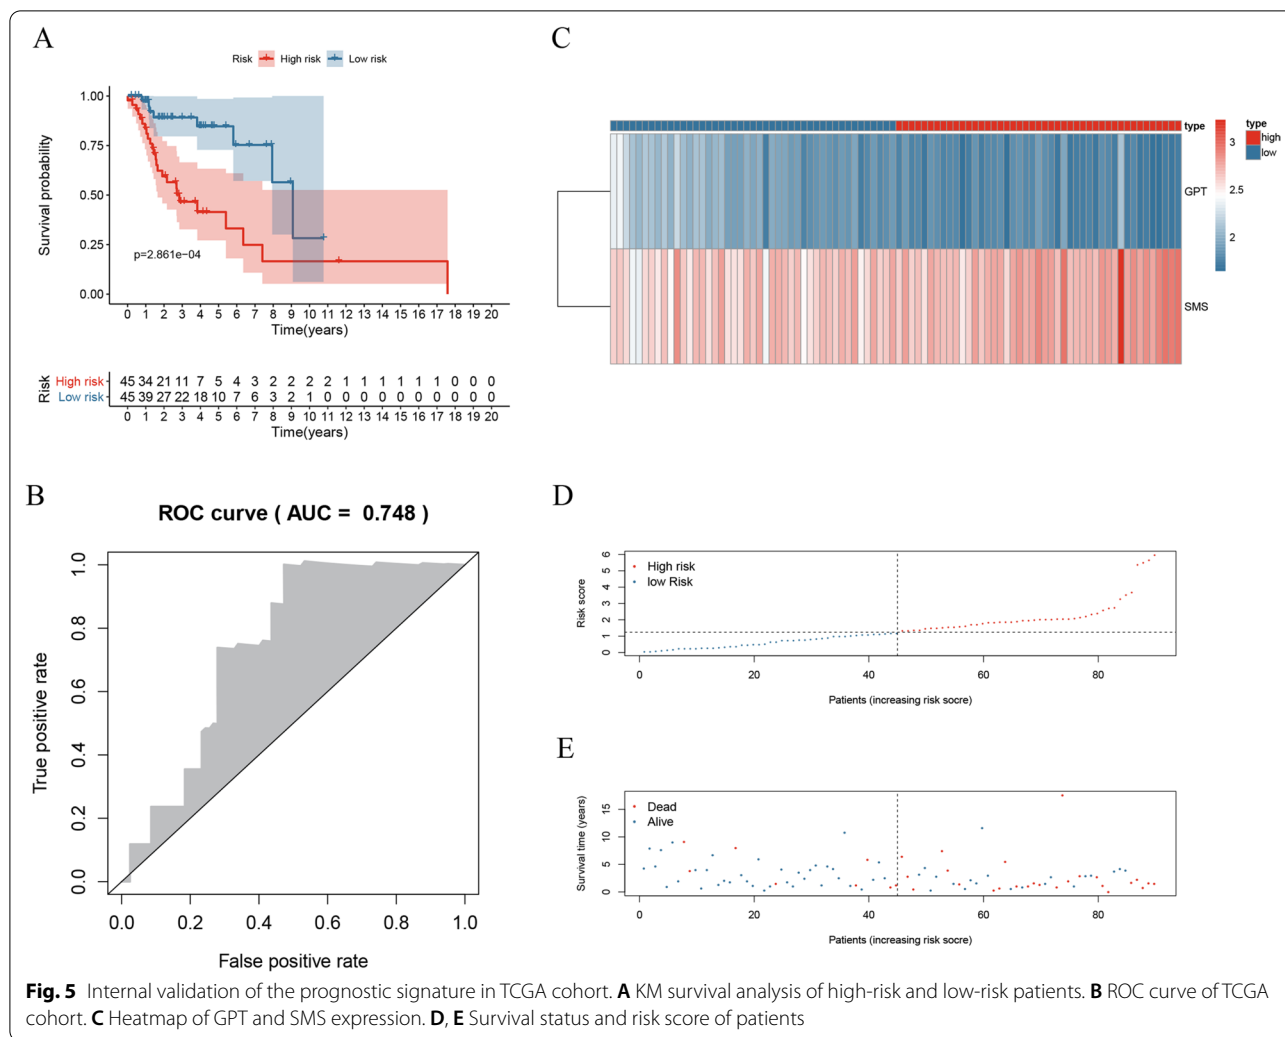 A
Risk High risk Low risk
Survival probability
1.00
0.75
0.50
0.25
0.00
p=2.861e−04
0 1 2 3 4 5 6 7 8 9 10 11 12 13 14 15 16 17 18 19 20
Time(years)
Risk
High risk 45 34 21 11 7 5 4 3 2 2 2 2 1 1 1 1 1 1 0 0 0
Low risk 45 39 27 22 18 10 7 6 3 2 1 0 0 0 0 0 0 0 0 0 0
0 1 2 3 4 5 6 7 8 9 10 11 12 13 14 15 16 17 18 19 20
Time(years)
B
ROC curve ( AUC = 0.748 )
True positive rate
1.0
0.8
0.6
0.4
0.2
0.0
0.0 0.2 0.4 0.6 0.8 1.0
False positive rate
C
type
GPT
SMS
3
2.5
2
type
high
low
D
Risk score
6
5
4
3
2
1
0
High risk
low Risk
0 20 40 60 80
Patients (increasing risk socre)
E
Survival time (years)
15
10
5
0
Dead
Alive
0 20 40 60 80
Patients (increasing risk socre)
Fig. 5 Internal validation of the prognostic signature in TCGA cohort. A KM survival analysis of high-risk and low-risk patients. B ROC curve of TCGA
cohort. C Heatmap of GPT and SMS expression. D, E Survival status and risk score of patients